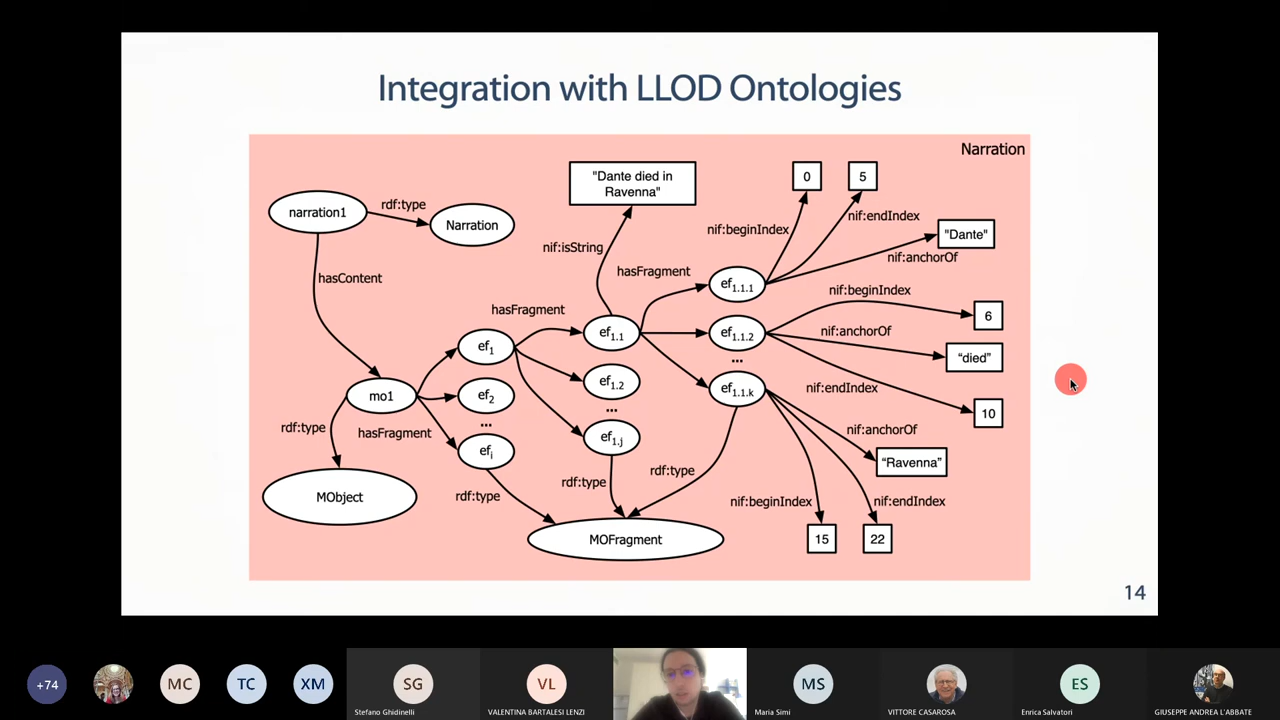 Integration with LLOD Ontologies
Narration
"Dante died in
Ravenna"
0
5
narration1
rdf:type
Narration
nif:isString
nif:beginIndex
nif:endIndex
"Dante"
nif:anchorOf
hasContent
hasFragment
ef1.1.1
nif:beginIndex
6
hasFragment
ef1
ef1.1
ef1.1.2
nif:anchorOf
“died”
...
mo1
ef2
ef1.2
ef1.1.k
nif:endIndex
10
rdf:type
hasFragment
...
efi
...
ef1.j
nif:anchorOf
“Ravenna”
rdf:type
rdf:type
rdf:type
MObject
nif:beginIndex
nif:endIndex
MOFragment
15
22
14
+74
MC
TC
XM
SG
VL
MS
ES
Stefano Ghidinelli
VALENTINA BARTALESI LENZI
Maria Simi
VITTORE CASAROSA
Enrica Salvatori
GIUSEPPE ANDREA L'ABBATE